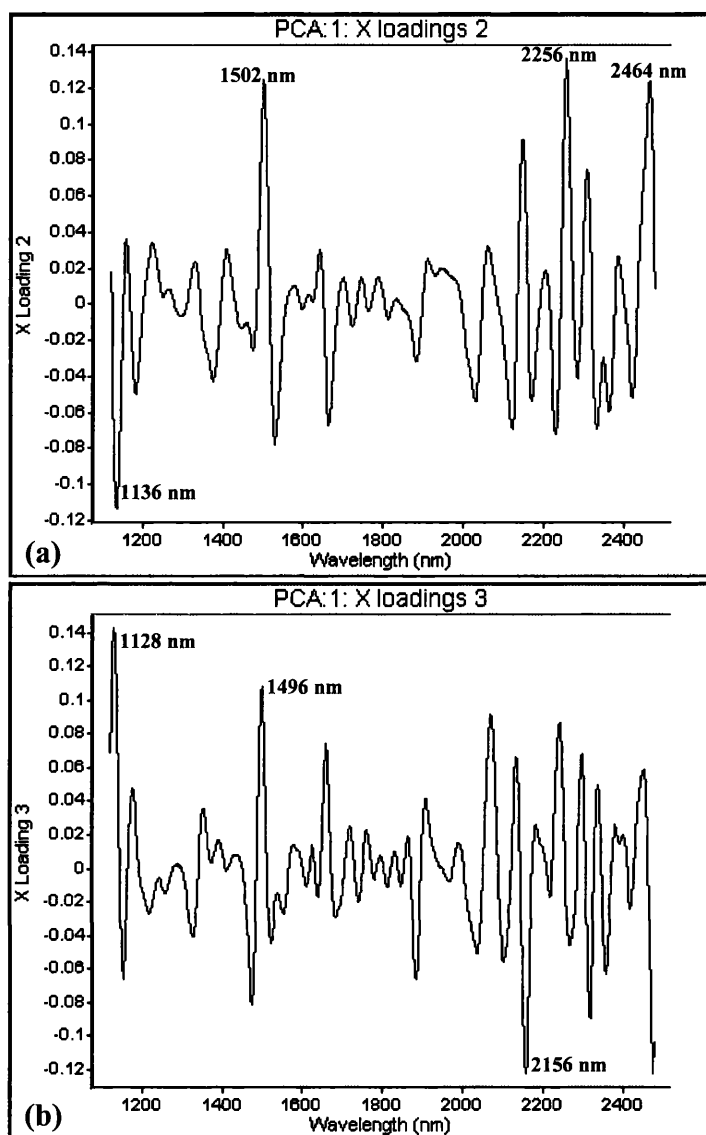 PCA:1: X loadings 2
0.14
0.12
0.1
0.08
0.06
0.04
0.02
0
-0.02
-0.04
-0.06
-0.08
-0.1
-0.12
X Loading 2
1502 nm
2256 nm
2464 nm
1136 nm
1200 1400 1600 1800 2000 2200 2400
Wavelength (nm)
(a)
PCA:1: X loadings 3
0.14
0.12
0.1
0.08
0.06
0.04
0.02
0
-0.02
-0.04
-0.06
-0.08
-0.1
-0.12
X Loading 3
1128 nm
1496 nm
2156 nm
1200 1400 1600 1800 2000 2200 2400
Wavelength (nm)
(b)